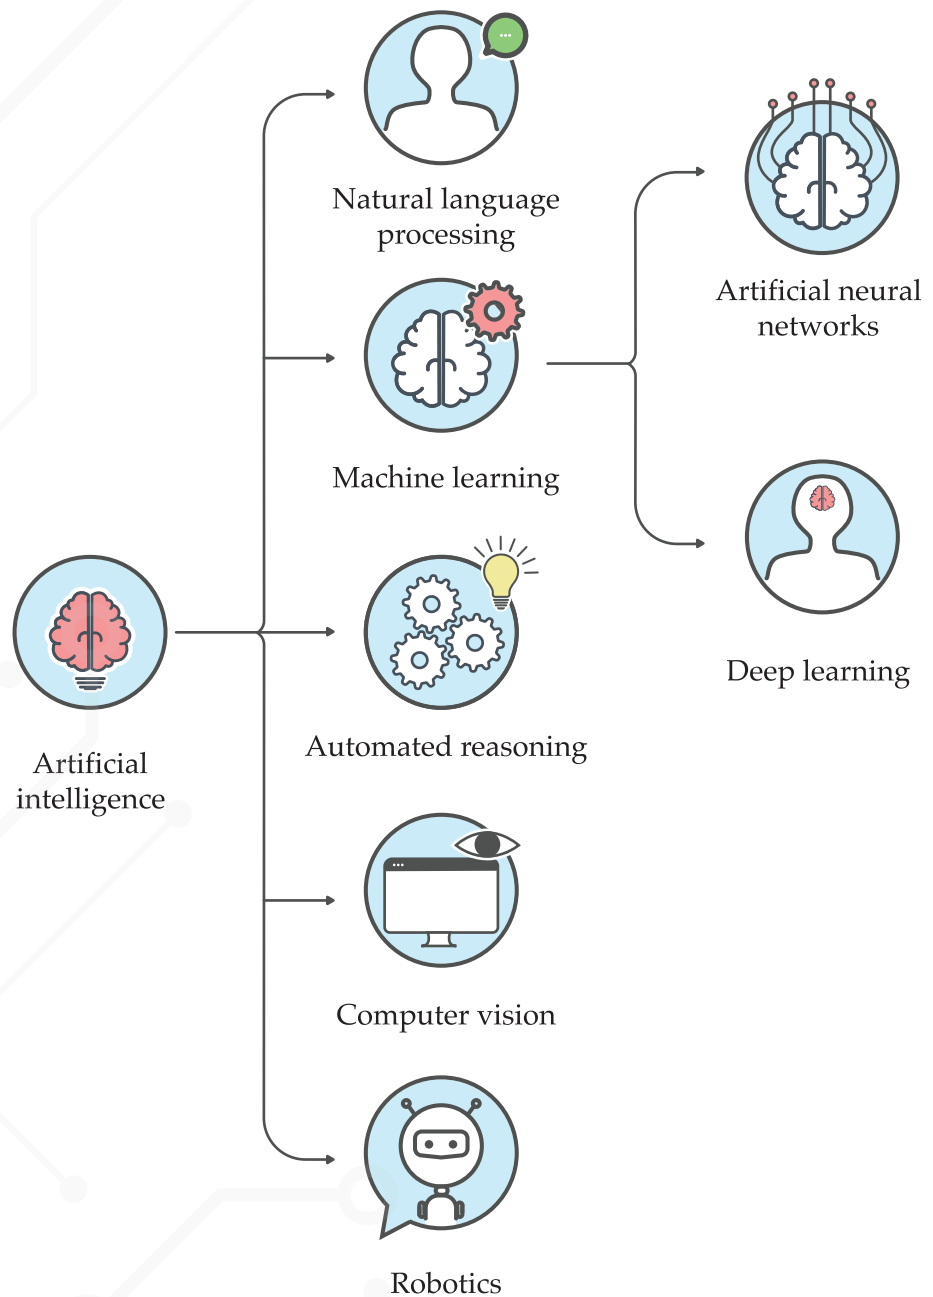 Natural language
processing
Artificial neural
networks
Machine learning
Deep learning
Automated reasoning
Artificial
intelligence
Computer vision
Robotics